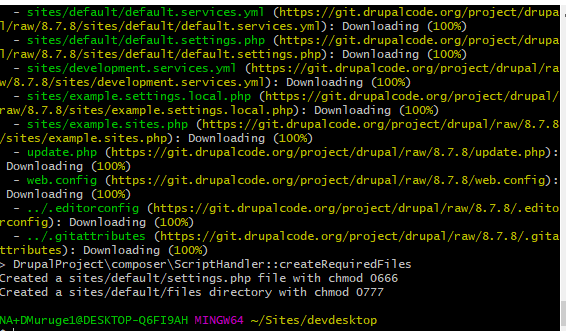 - sites/default/default.services.yml (https://git.drupalcode.org/project/drupa
l/raw/8.7.8/sites/default/default.services.yml): Downloading (100%)
- sites/default/default.settings.php (https://git.drupalcode.org/project/drupa
l/raw/8.7.8/sites/default/default.settings.php): Downloading (100%)
- sites/development.services.yml (https://git.drupalcode.org/project/drupal/ra
w/8.7.8/sites/development.services.yml): Downloading (100%)
- sites/example.settings.local.php (https://git.drupalcode.org/project/drupal/
raw/8.7.8/sites/example.settings.local.php): Downloading (100%)
- sites/example.sites.php (https://git.drupalcode.org/project/drupal/raw/8.7.8
/sites/example.sites.php): Downloading (100%)
- update.php (https://git.drupalcode.org/project/drupal/raw/8.7.8/update.php):
Downloading (100%)
- web.config (https://git.drupalcode.org/project/drupal/raw/8.7.8/web.config):
Downloading (100%)
- ../.editorconfig (https://git.drupalcode.org/project/drupal/raw/8.7.8/.edito
rconfig): Downloading (100%)
- ../.gitattributes (https://git.drupalcode.org/project/drupal/raw/8.7.8/.gita
ttributes): Downloading (100%)
> DrupalProject\composer\ScriptHandler::createRequiredFiles
Created a sites/default/settings.php file with chmod 0666
Created a sites/default/files directory with chmod 0777
NA+DMuruge1@DESKTOP-Q6FI9AH MINGW64 ~/Sites/devdesktop